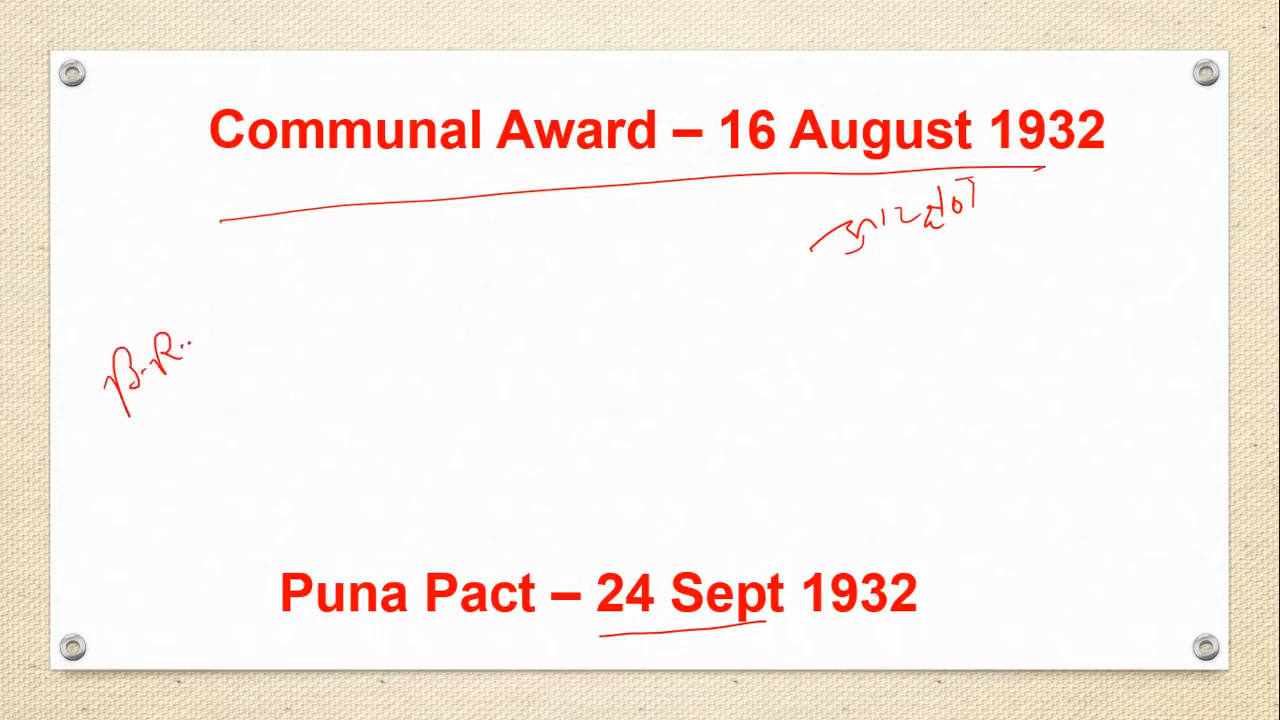 Communal Award – 16 August 1932
B.R..
Puna Pact – 24 Sept 1932